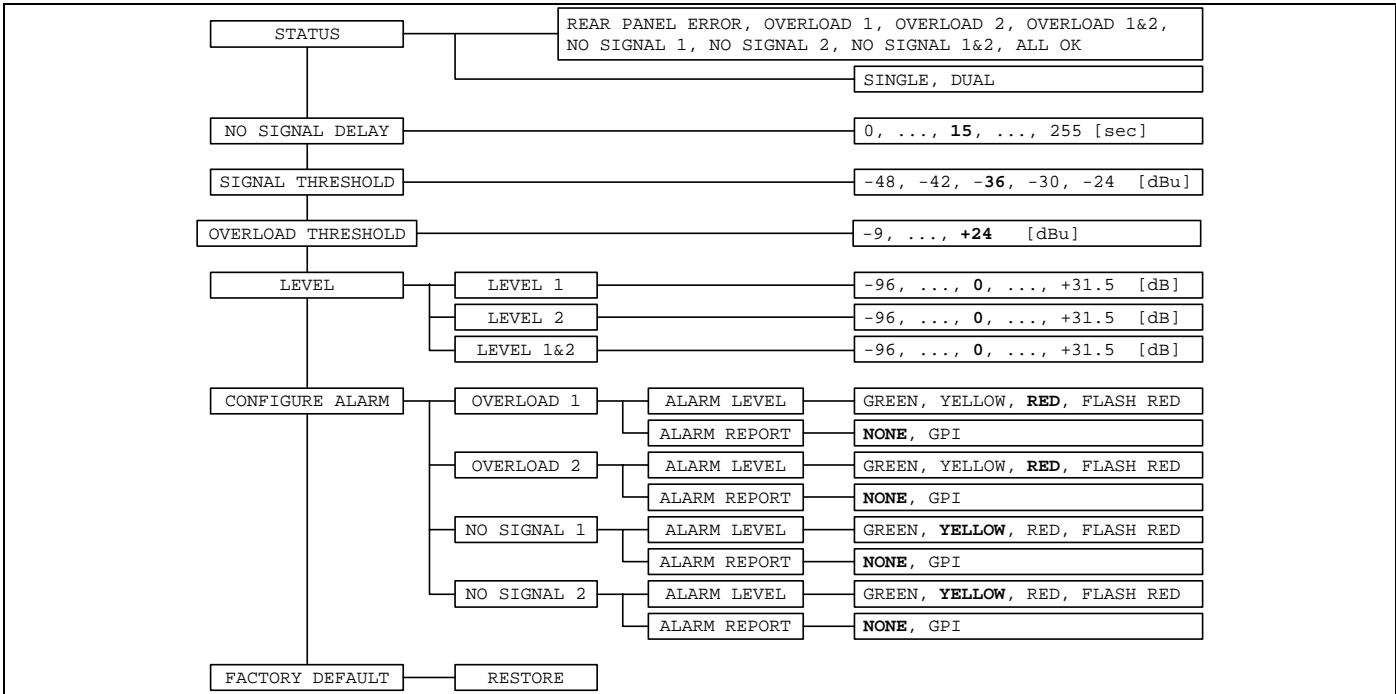 STATUS
REAR PANEL ERROR, OVERLOAD 1, OVERLOAD 2, OVERLOAD 1&2,
NO SIGNAL 1, NO SIGNAL 2, NO SIGNAL 1&2, ALL OK
SINGLE, DUAL
NO SIGNAL DELAY
0, ..., 15, ..., 255 [sec]
SIGNAL THRESHOLD
-48, -42, -36, -30, -24 [dBu]
OVERLOAD THRESHOLD
-9, ..., +24 [dBu]
LEVEL
LEVEL 1
-96, ..., 0, ..., +31.5 [dB]
LEVEL 2
-96, ..., 0, ..., +31.5 [dB]
LEVEL 1&2
-96, ..., 0, ..., +31.5 [dB]
CONFIGURE ALARM
OVERLOAD 1
ALARM LEVEL
GREEN, YELLOW, RED, FLASH RED
ALARM REPORT
NONE, GPI
OVERLOAD 2
ALARM LEVEL
GREEN, YELLOW, RED, FLASH RED
ALARM REPORT
NONE, GPI
NO SIGNAL 1
ALARM LEVEL
GREEN, YELLOW, RED, FLASH RED
ALARM REPORT
NONE, GPI
NO SIGNAL 2
ALARM LEVEL
GREEN, YELLOW, RED, FLASH RED
ALARM REPORT
NONE, GPI
FACTORY DEFAULT
RESTORE